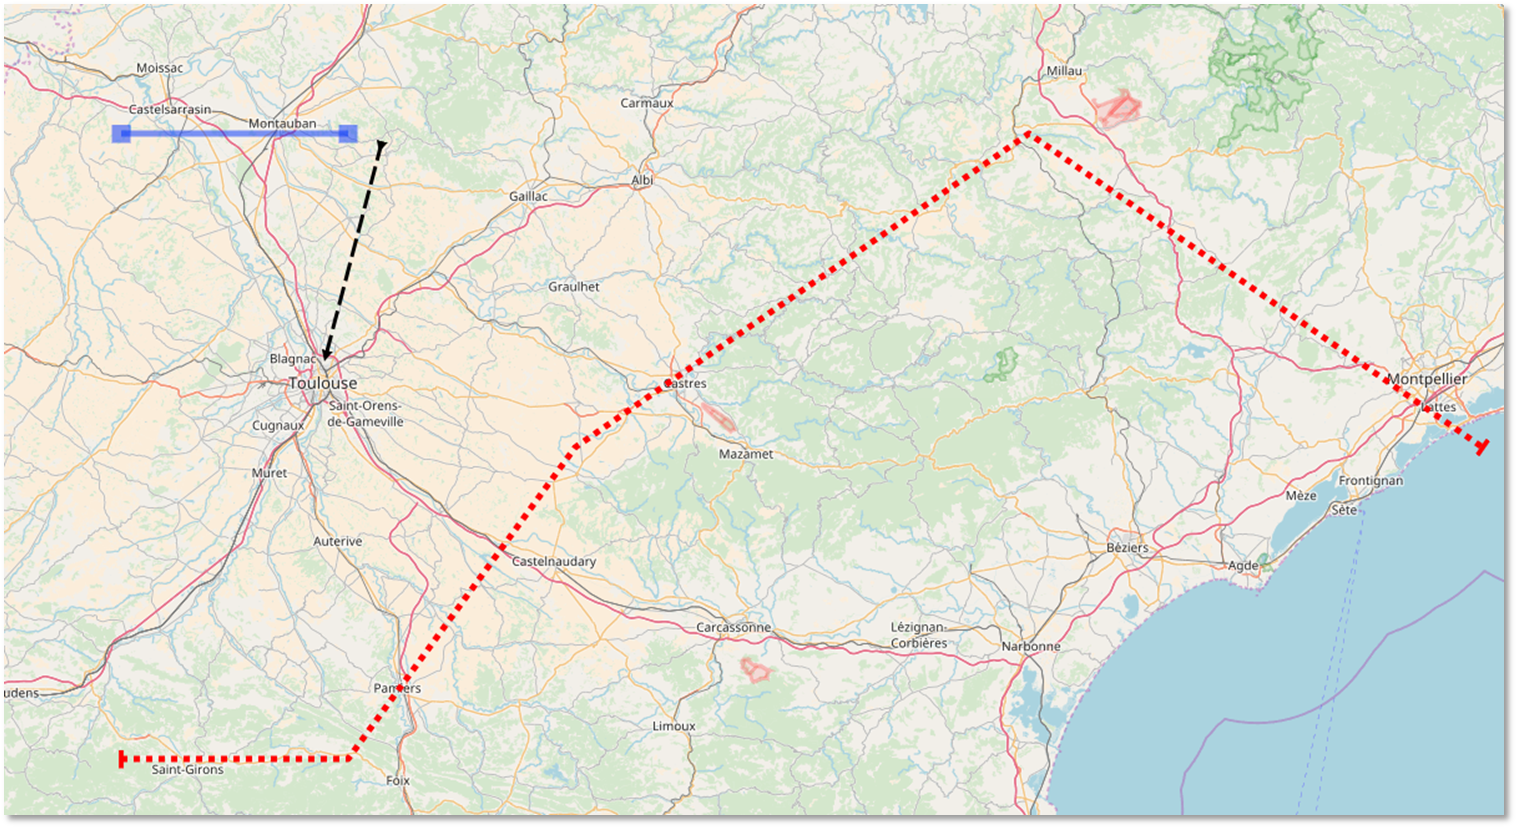 Moissac
Millau
Castelsarrasin
Carmaux
Montauban
Albi
Gaillac
Graulhet
Blagnac
Toulouse
Castres
Montpellier
Saint-Orens-
de-Gameville
Lattes
Cugnaux
Mazamet
Muret
Frontignan
Mèze
Sète
Auterive
Béziers
Castelnaudary
Agde
Carcassonne
Lézignan-
Corbières
Narbonne
Pamiers
udens
Limoux
Saint-Girons
Foix